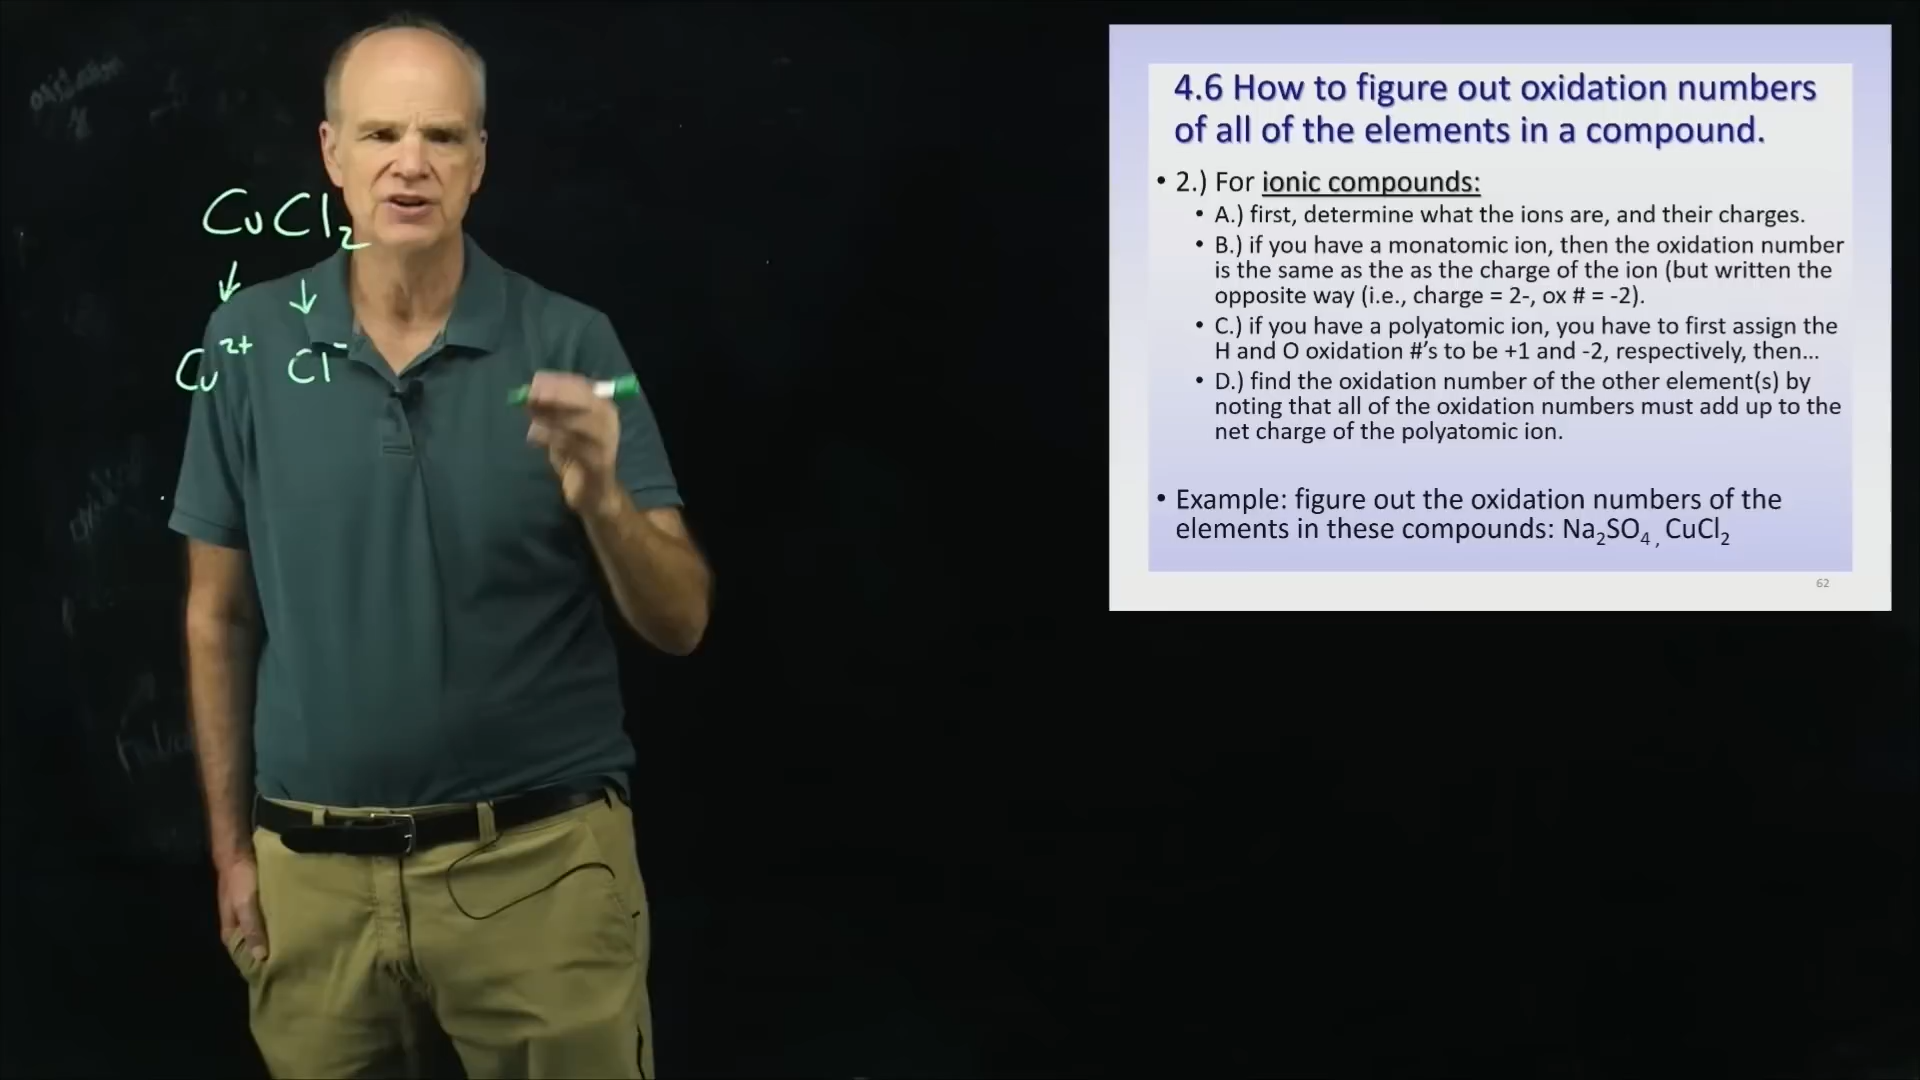 CuCl₂
↓ ↓
Cu²⁺ Cl⁻
4.6 How to figure out oxidation numbers
of all of the elements in a compound.
• 2.) For ionic compounds:
• A.) first, determine what the ions are, and their charges.
• B.) if you have a monatomic ion, then the oxidation number
is the same as the as the charge of the ion (but written the
opposite way (i.e., charge = 2-, ox # = -2).
• C.) if you have a polyatomic ion, you have to first assign the
H and O oxidation #’s to be +1 and -2, respectively, then…
• D.) find the oxidation number of the other element(s) by
noting that all of the oxidation numbers must add up to the
net charge of the polyatomic ion.
• Example: figure out the oxidation numbers of the
elements in these compounds: Na₂SO₄ , CuCl₂
62